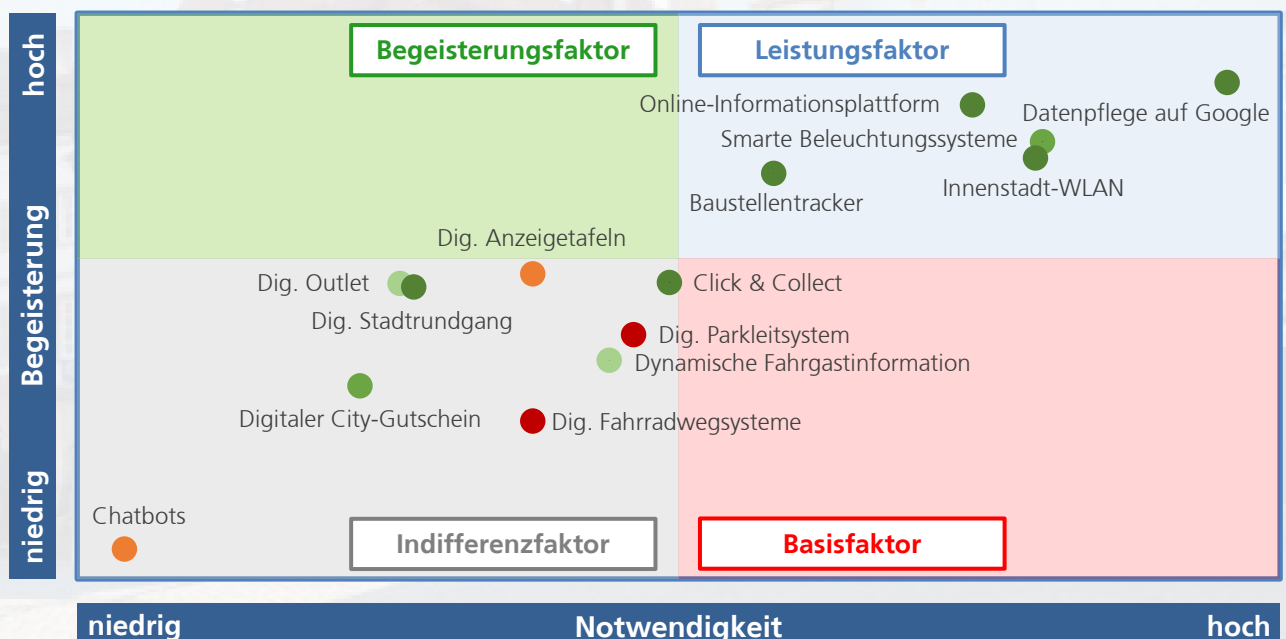 hoch
Begeisterung
niedrig
Begeisterungsfaktor
Leistungsfaktor
Online-Informationsplattform
Datenpflege auf Google
Smarte Beleuchtungssysteme
Innenstadt-WLAN
Baustellentracker
Dig. Anzeigetafeln
Dig. Outlet
Click & Collect
Dig. Stadtrundgang
Dig. Parkleitsystem
Dynamische Fahrgastinformation
Digitaler City-Gutschein
Dig. Fahrradwegsysteme
Chatbots
Indifferenzfaktor
Basisfaktor
niedrig
Notwendigkeit
hoch